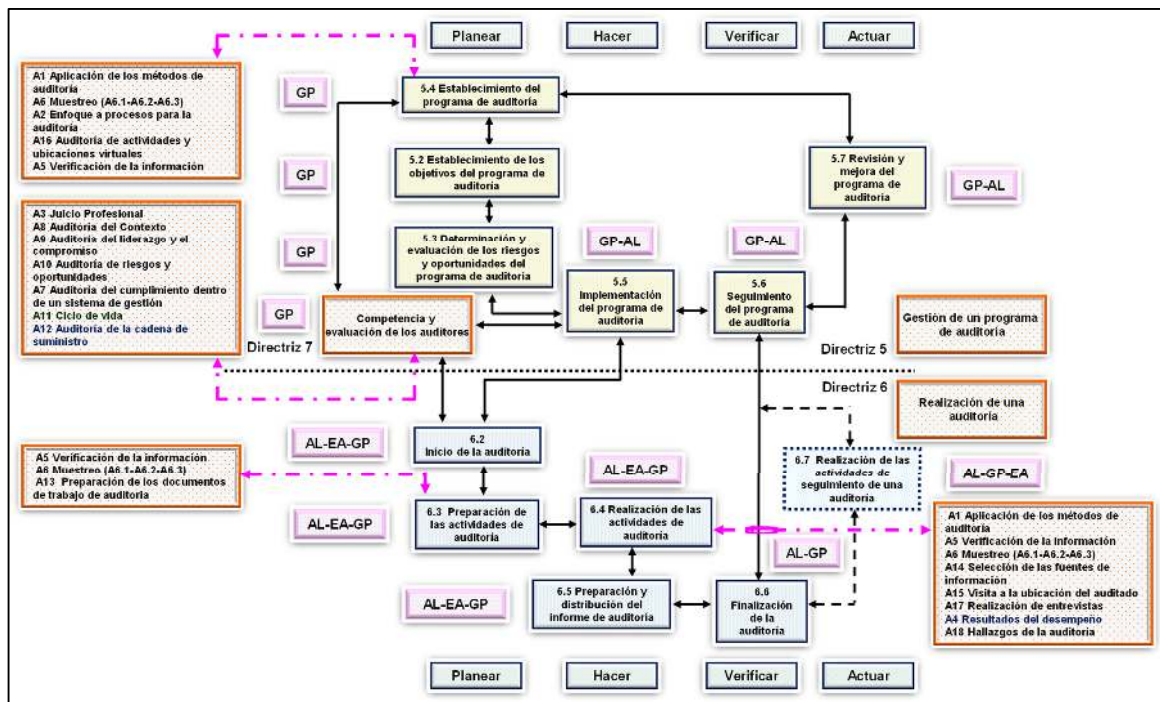 Planear
Hacer
Verificar
Actuar
A1 Aplicación de los métodos de
auditoría
A6 Muestreo (A6.1-A6.2-A6.3)
A2 Enfoque a procesos para la
auditoría
A16 Auditoría de actividades y
ubicaciones virtuales
A5 Verificación de la información
GP
5.4 Establecimiento del
programa de auditoría
GP
5.2 Establecimiento de los
objetivos del programa de
auditoría
5.7 Revisión y
mejora del
programa de
auditoría
GP-AL
A3 Juicio Profesional
A8 Auditoría del Contexto
A9 Auditoría del liderazgo y el
compromiso
A10 Auditoría de riesgos y
oportunidades
A7 Auditoría del cumplimiento dentro
de un sistema de gestión
A11 Ciclo de vida
A12 Auditoría de la cadena de
suministro
GP
5.3 Determinación y
evaluación de los riesgos
y oportunidades del
programa de auditoría
GP-AL
GP-AL
5.5
Implementación
del programa de
auditoría
5.6
Seguimiento
del programa
de auditoría
GP
Competencia y
evaluación de los auditores
Gestión de un programa
de auditoría
Directriz 7
Directriz 5
Directriz 6
Realización de una
auditoría
AL-EA-GP
6.2
Inicio de la auditoría
A5 Verificación de la información
A6 Muestreo (A6.1-A6.2-A6.3)
A13 Preparación de los documentos
de trabajo de auditoria
AL-EA-GP
6.7 Realización de las
actividades de
seguimiento de una
auditoría
AL-GP-EA
AL-EA-GP
6.3 Preparación de
las actividades de
auditoría
6.4 Realización de las
actividades de
auditoría
AL-GP
A1 Aplicación de los métodos de
auditoría
A5 Verificación de la información
A6 Muestreo (A6.1-A6.2-A6.3)
A14 Selección de las fuentes de
información
A15 Visita a la ubicación del auditado
A17 Realización de entrevistas
A4 Resultados del desempeño
A18 Hallazgos de la auditoría
AL-EA-GP
6.5 Preparación y
distribución del
informe de auditoría
6.6
Finalización
de la
auditoría
Planear
Hacer
Verificar
Actuar